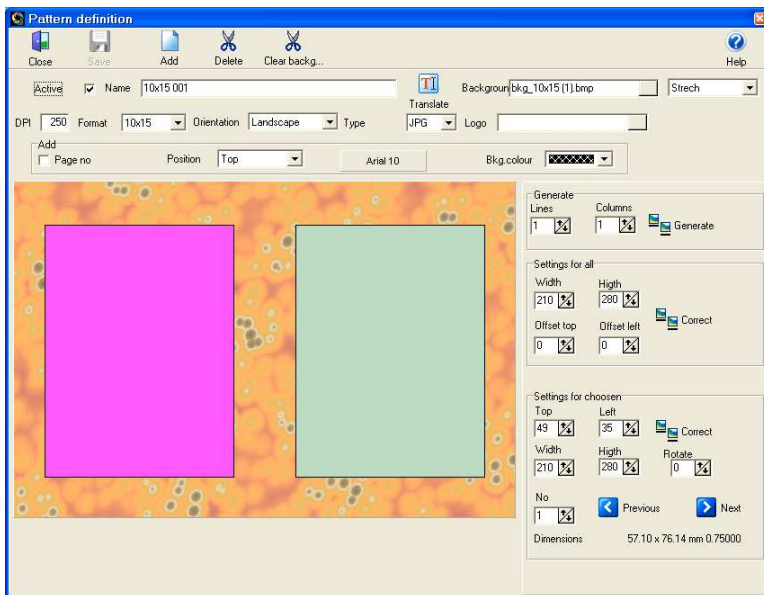 Pattern definition
Close Save Add Delete Clear backg... Help
Active Name 10x15 001 Translate Backgroun bkg_10x15 (1).bmp Strech
DPI 250 Format 10x15 Orientation Landscape Type JPG Logo
Add
Page no Position Top Arial 10 Bkg.colour
Generate
Lines Columns
1 1 Generate
Settings for all
Width Higth
210 280 Correct
Offset top Offset left
0 0
Settings for choosen
Top Left
49 35 Correct
Width Higth Rotate
210 280 0
No
1 Previous Next
Dimensions 57.10 x 76.14 mm 0.75000